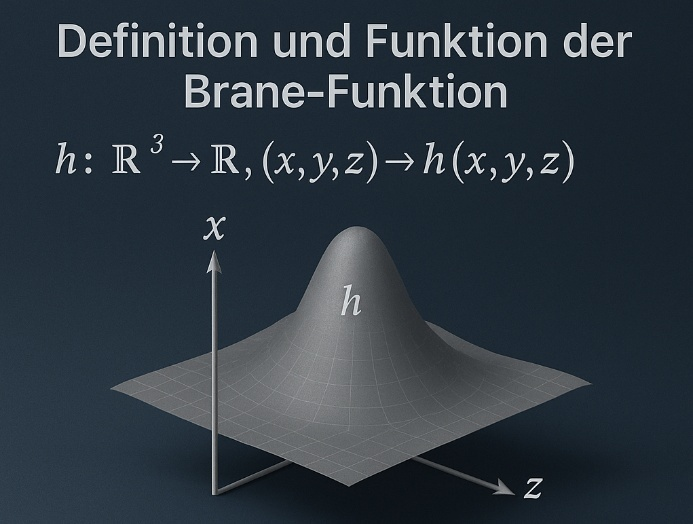 Definition und Funktion der
Brane-Funktion
h: ℝ³→ℝ, (x,y,z)→h(x,y,z)
x
h
z